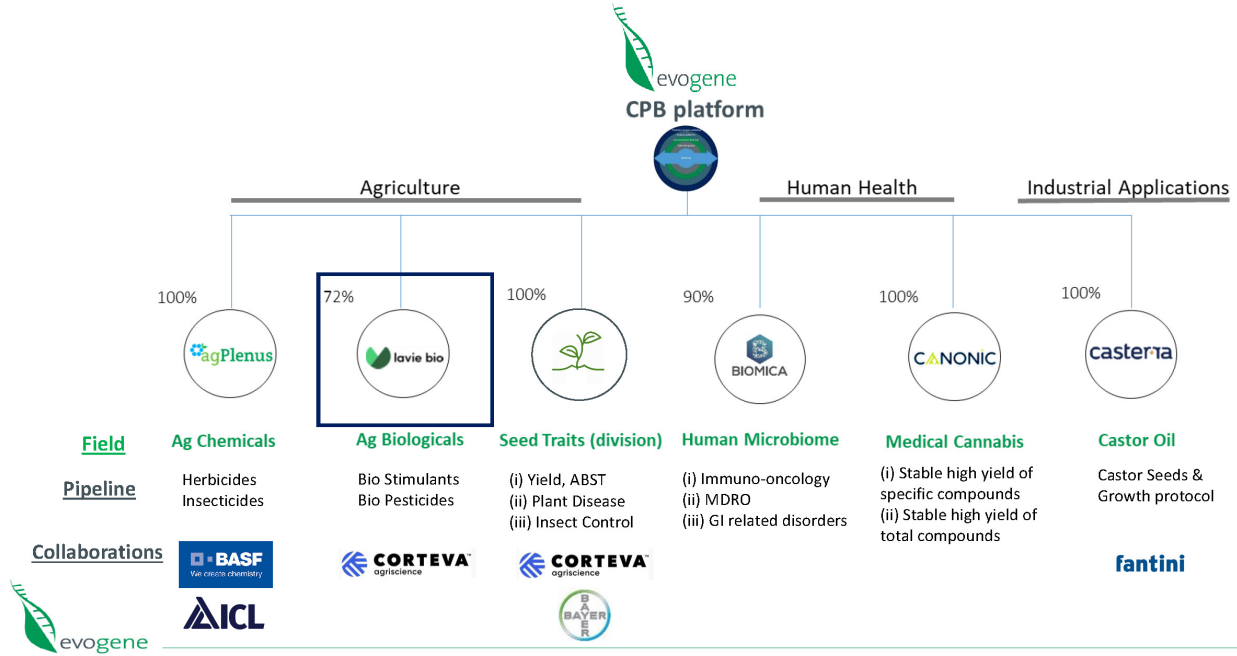 evogene
CPB platform
Agriculture
Human Health
Industrial Applications
100%
72%
100%
90%
100%
100%
agPlenus
lavie bio
BIOMICA
CANONIC
casterra
Field
Ag Chemicals
Ag Biologicals
Seed Traits (division)
Human Microbiome
Medical Cannabis
Castor Oil
Pipeline
Herbicides
Insecticides
Bio Stimulants
Bio Pesticides
(i) Yield, ABST
(ii) Plant Disease
(iii) Insect Control
(i) Immuno-oncology
(ii) MDRO
(iii) GI related disorders
(i) Stable high yield of
specific compounds
(ii) Stable high yield of
total compounds
Castor Seeds &
Growth protocol
Collaborations
BASF
We create chemistry
ICL
CORTEVA™
agriscience
CORTEVA™
agriscience
BAYER
BAYER
fantini
evogene